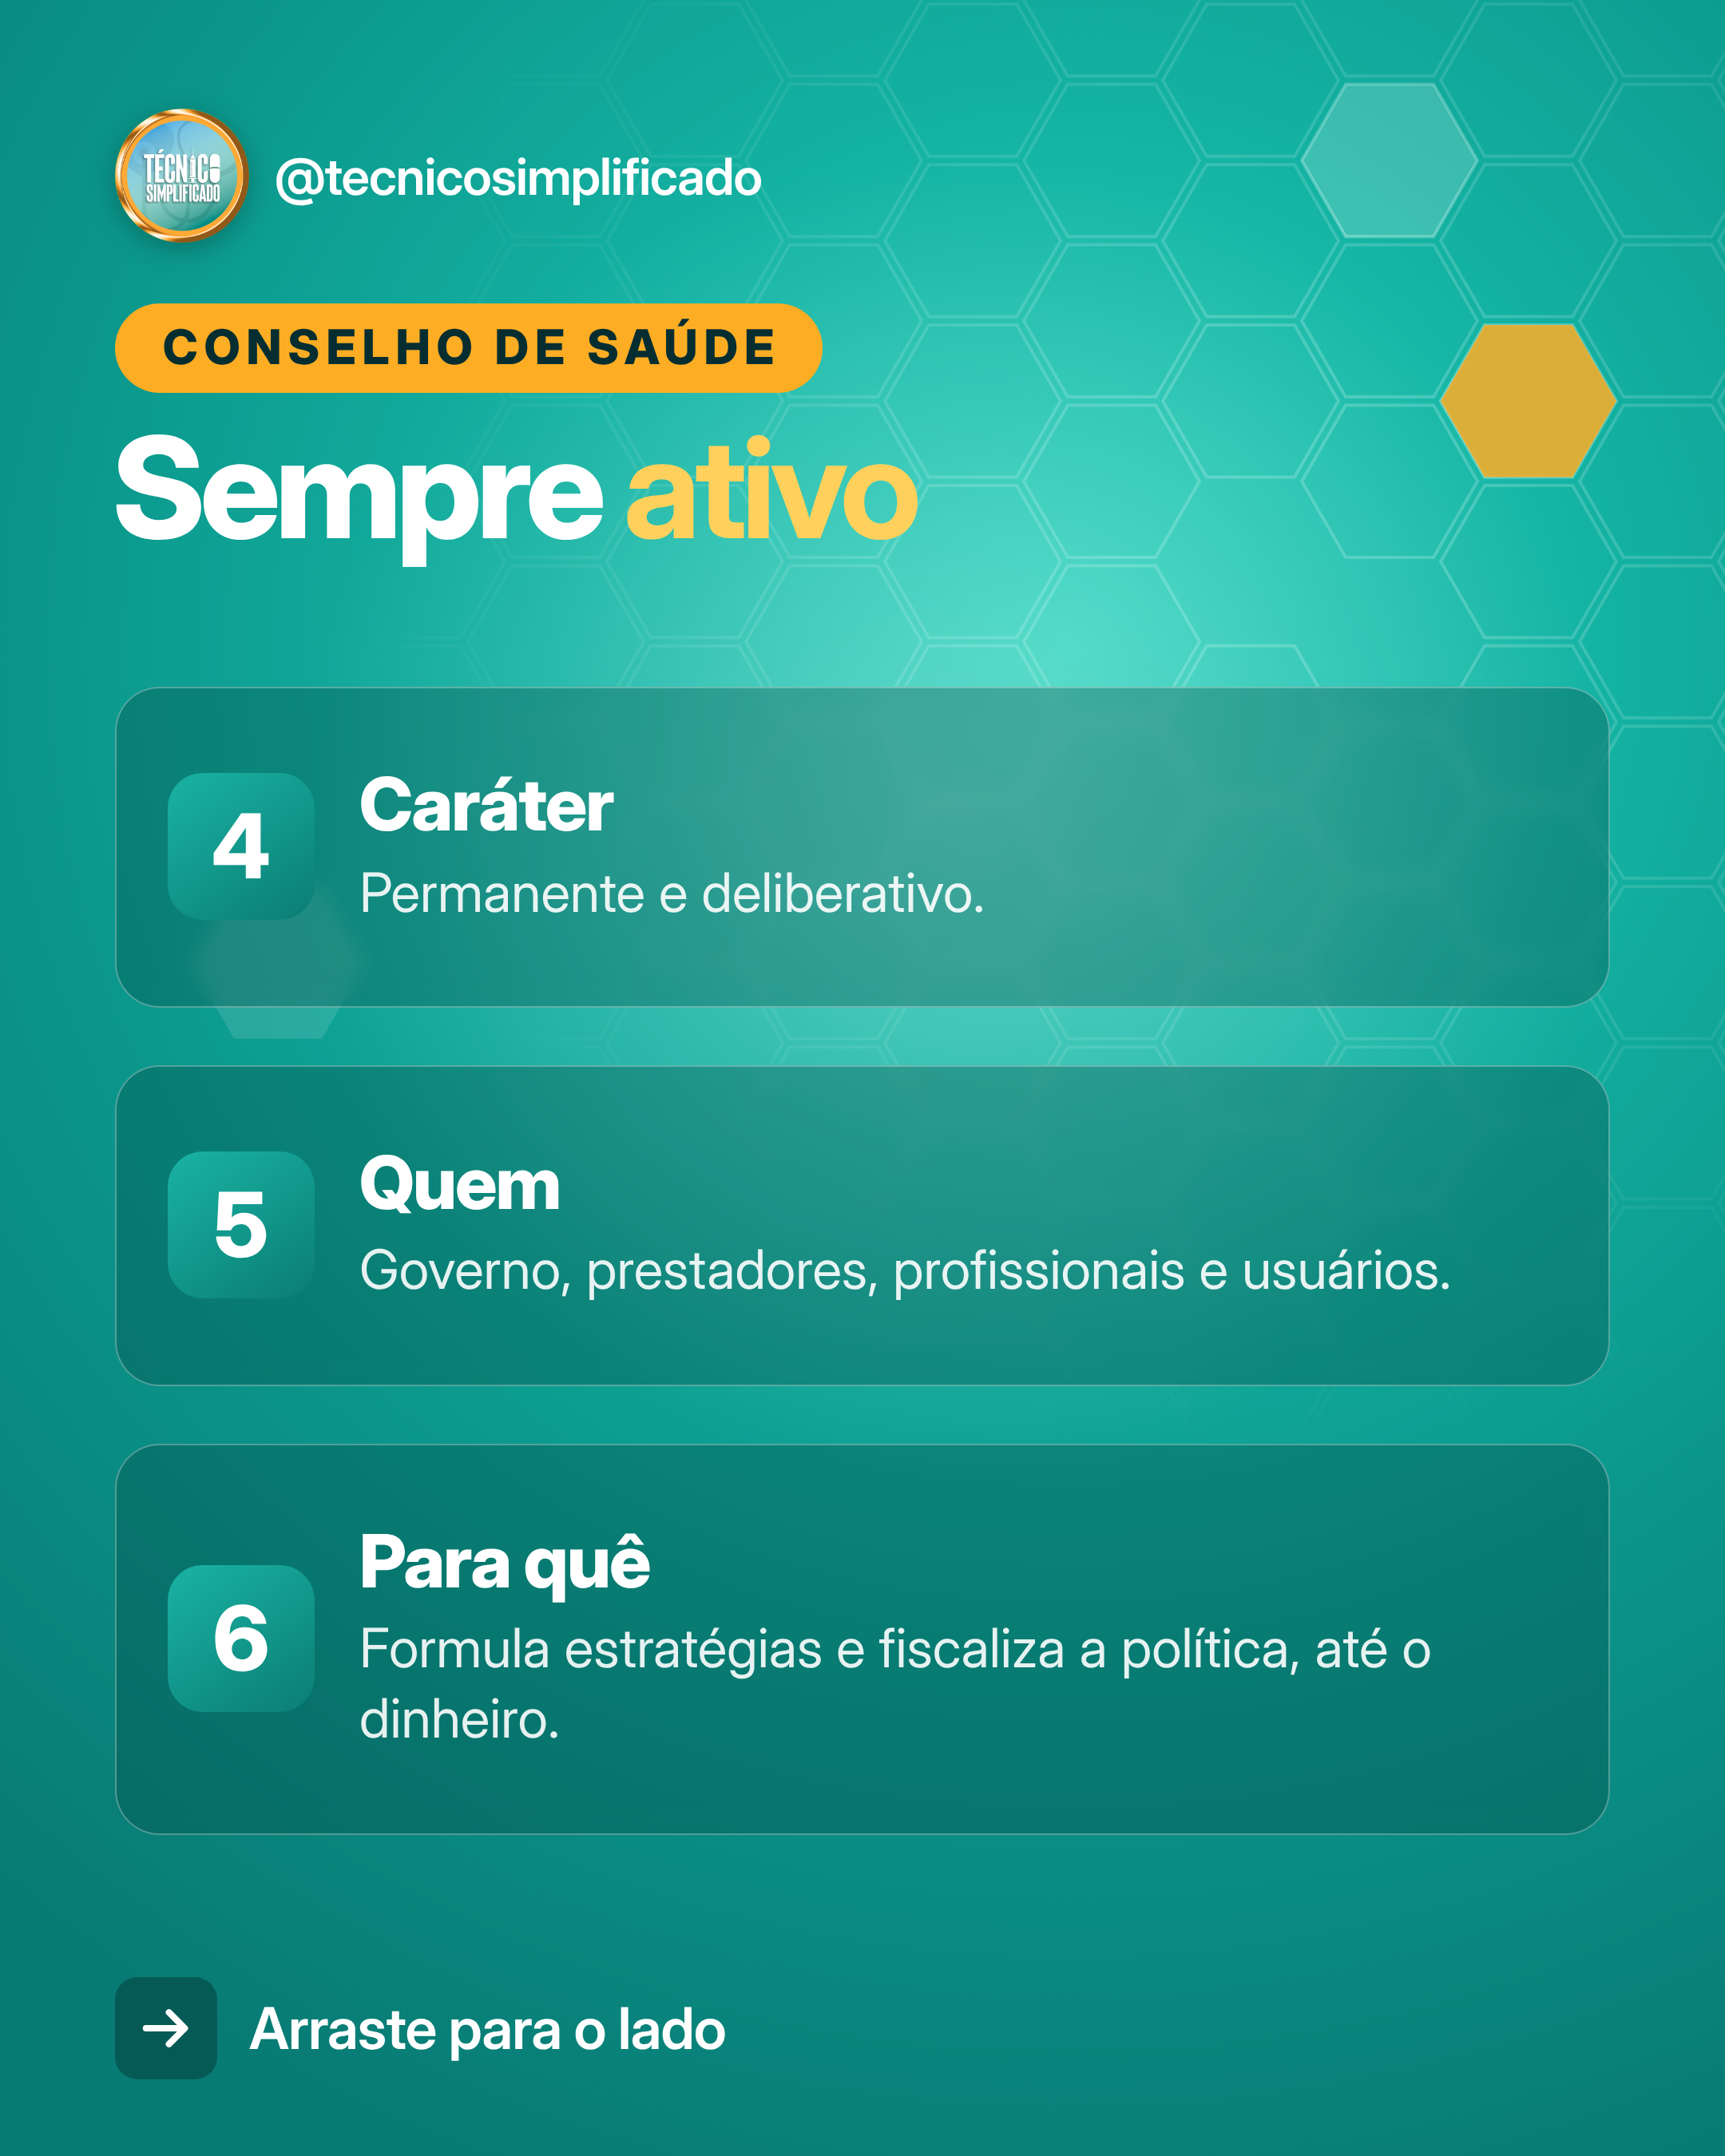 TÉCNICO
SIMPLIFICADO
@tecnicosimplificado
CONSELHO DE SAÚDE
Sempre ativo
4
Caráter
Permanente e deliberativo.
5
Quem
Governo, prestadores, profissionais e usuários.
6
Para quê
Formula estratégias e fiscaliza a política, até o
dinheiro.
Arraste para o lado